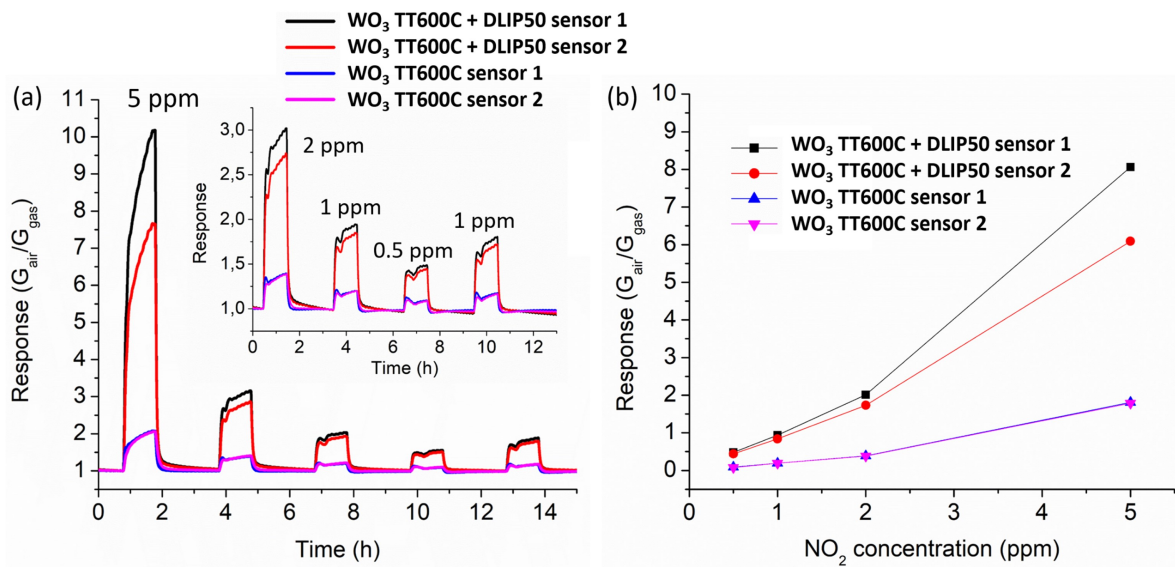 WO₃ TT600C + DLIP50 sensor 1
WO₃ TT600C + DLIP50 sensor 2
WO₃ TT600C sensor 1
WO₃ TT600C sensor 2
(a)
5 ppm
11
10
9
8
7
6
5
4
3
2
1
Response (G_air/G_gas)
0 2 4 6 8 10 12 14
Time (h)
3,0
2,5
2,0
1,5
1,0
Response
2 ppm
1 ppm
0.5 ppm
1 ppm
0 2 4 6 8 10 12
Time (h)
(b)
10
9
8
7
6
5
4
3
2
1
0
Response (G_air/G_gas)
WO₃ TT600C + DLIP50 sensor 1
WO₃ TT600C + DLIP50 sensor 2
WO₃ TT600C sensor 1
WO₃ TT600C sensor 2
0 1 2 3 4 5
NO₂ concentration (ppm)